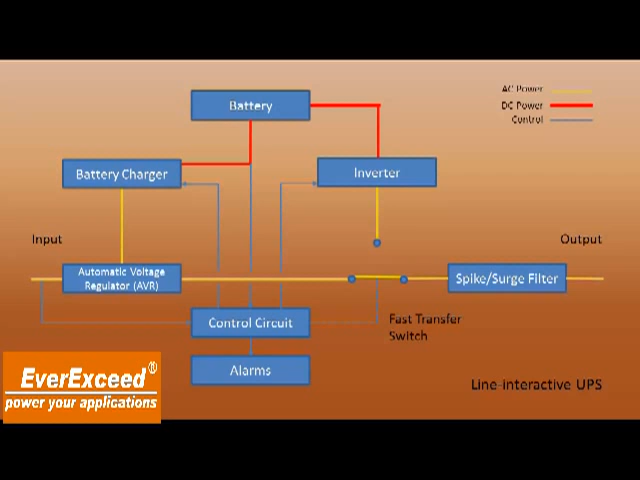 AC Power
DC Power
Control
Battery
Battery Charger
Inverter
Input
Output
Automatic Voltage
Regulator (AVR)
Spike/Surge Filter
Control Circuit
Fast Transfer
Switch
Alarms
Line-interactive UPS
EverExceed®
power your applications